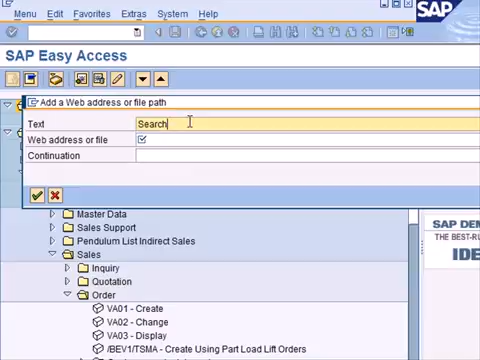 Menu Edit Favorites Extras System Help
SAP
SAP Easy Access
Add a Web address or file path
Text Search
Web address or file
Continuation
Master Data
Sales Support
Pendulum List Indirect Sales
Sales
Inquiry
Quotation
Order
VA01 - Create
VA02 - Change
VA03 - Display
/BEV1/TSMA - Create Using Part Load Lift Orders
SAP DEM
THE BEST-RU
IDE